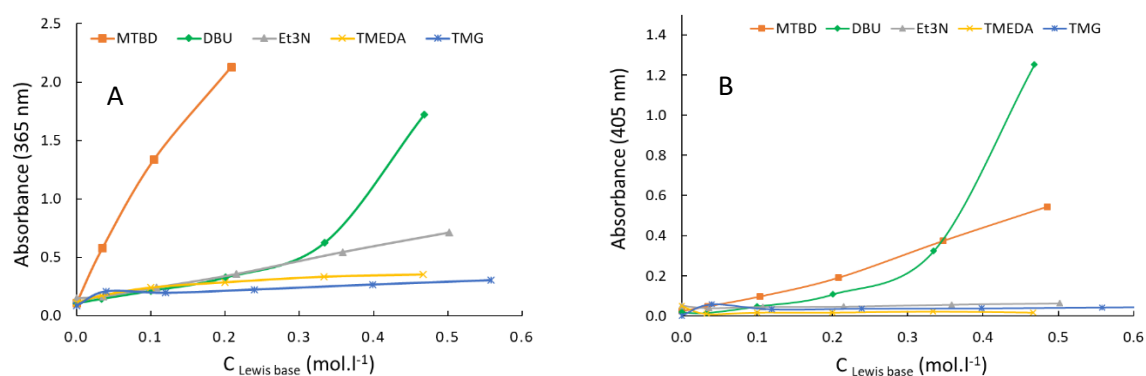 2.5
MTBD DBU Et3N TMEDA TMG
2.0
A
1.5
1.0
0.5
0.0
0.0 0.1 0.2 0.3 0.4 0.5 0.6
Absorbance (365 nm)
C Lewis base (mol.l-1)
B
1.4
MTBD DBU Et3N TMEDA TMG
1.2
1.0
0.8
0.6
0.4
0.2
0.0
0.0 0.1 0.2 0.3 0.4 0.5 0.6
Absorbance (405 nm)
C Lewis base (mol.l-1)